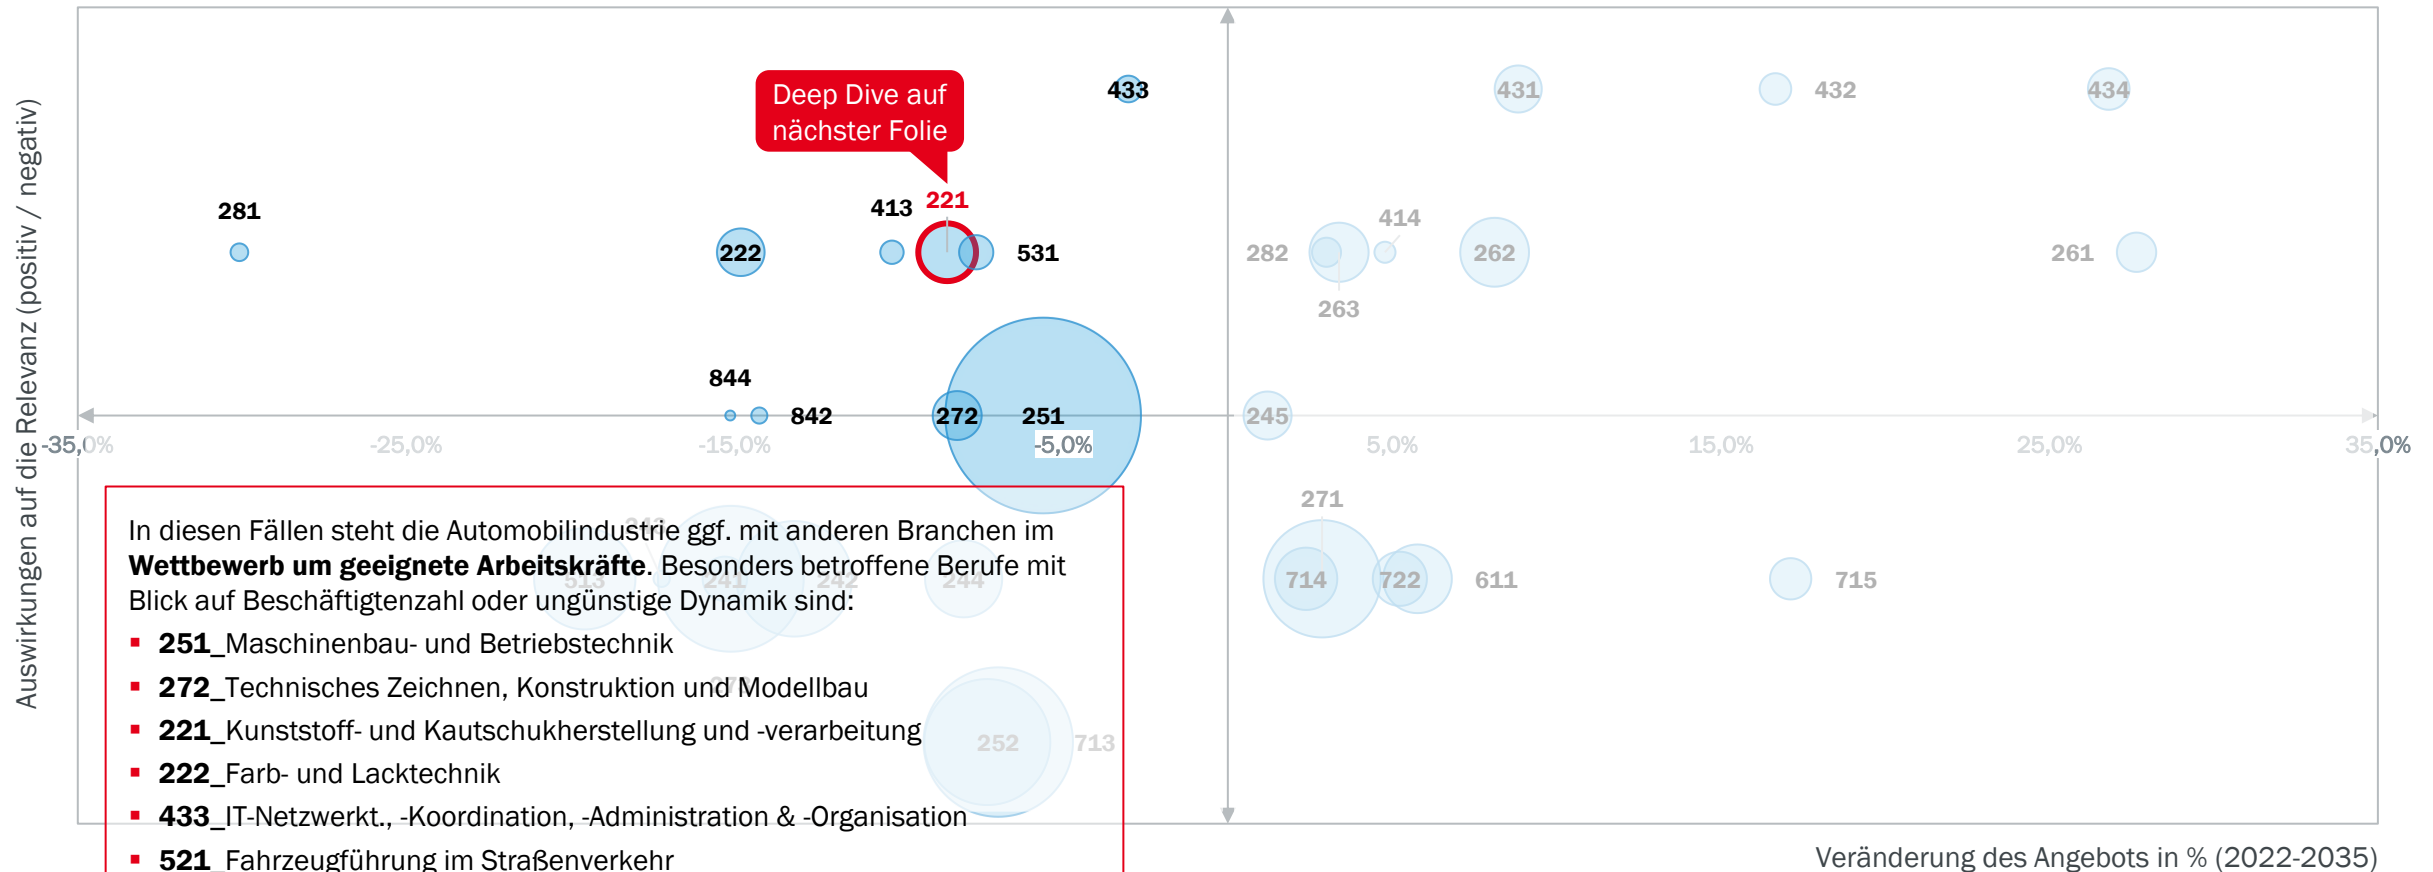 Auswirkungen auf die Relevanz (positiv / negativ)
Deep Dive auf
nächster Folie
433
431
432
434
281
222
413
221
531
282
263
414
262
261
844
842
272
251
245
-35,0%
-25,0%
-15,0%
-5,0%
5,0%
15,0%
25,0%
35,0%
271
714
722
611
715
513
241
242
244
252
713
In diesen Fällen steht die Automobilindustrie ggf. mit anderen Branchen im
Wettbewerb um geeignete Arbeitskräfte. Besonders betroffene Berufe mit
Blick auf Beschäftigtenzahl oder ungünstige Dynamik sind:
▪ 251_Maschinenbau- und Betriebstechnik
▪ 272_Technisches Zeichnen, Konstruktion und Modellbau
▪ 221_Kunststoff- und Kautschukherstellung und -verarbeitung
▪ 222_Farb- und Lacktechnik
▪ 433_IT-Netzwerkt., -Koordination, -Administration & -Organisation
▪ 521_Fahrzeugführung im Straßenverkehr
Veränderung des Angebots in % (2022-2035)